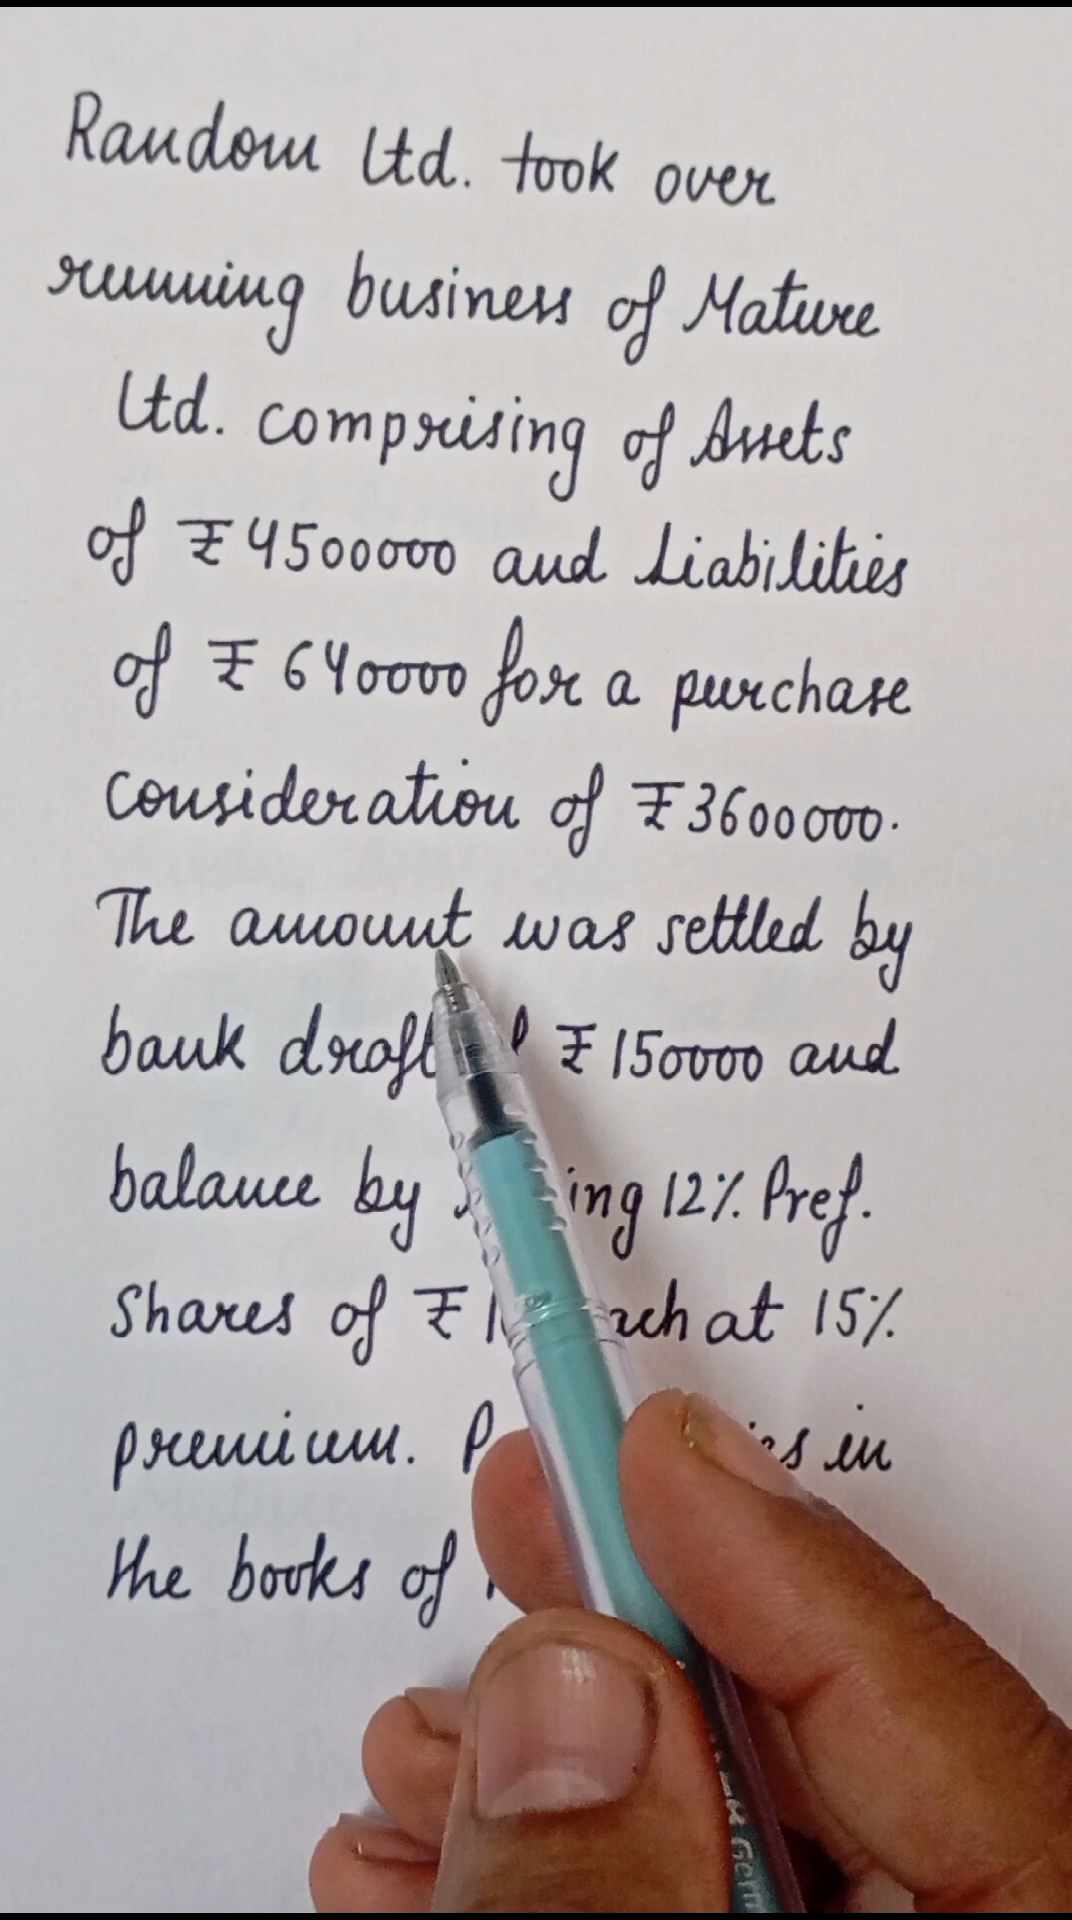 Random Ltd. took over
running business of Mature
Ltd. comprising of Assets
of ₹4500000 and Liabilities
of ₹640000 for a purchase
consideration of ₹3600000.
The amount was settled by
bank draft ₹150000 and
balance by 12% Pref.
Shares of ₹ at 15%
premium. in
the books of